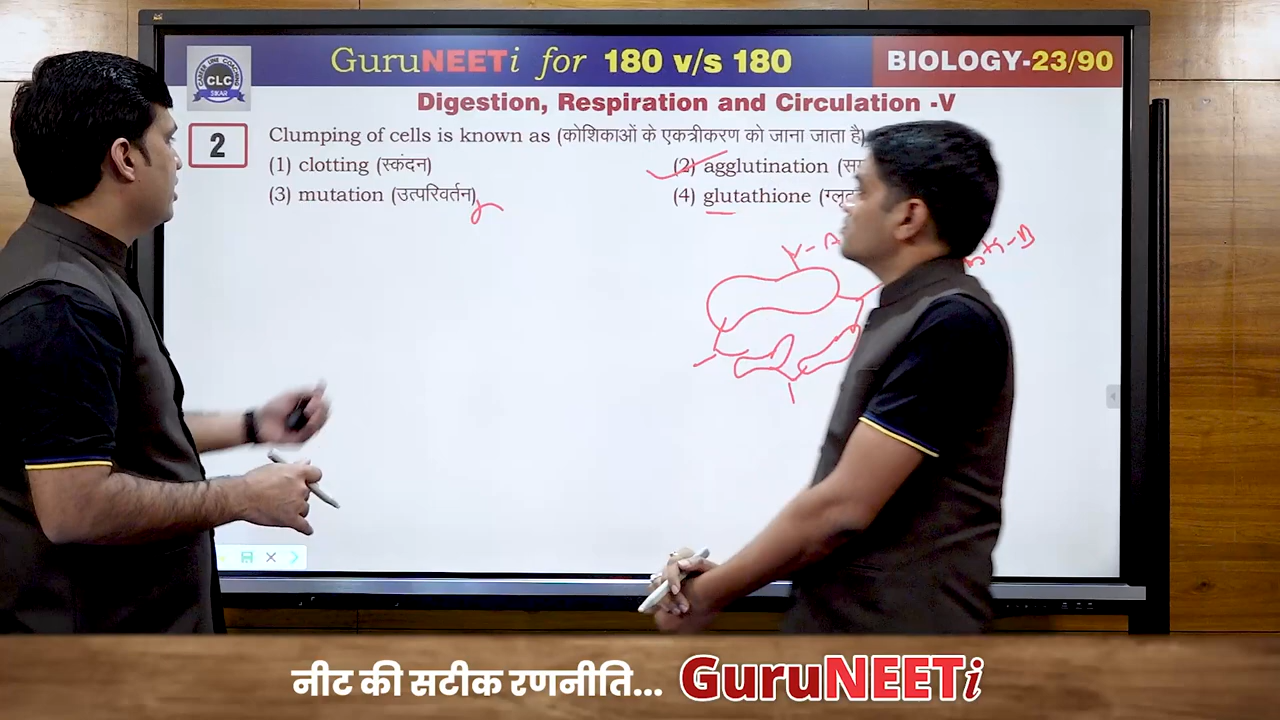 GuruNEETi for 180 v/s 180
BIOLOGY-23/90
CLC
SIKAR
Digestion, Respiration and Circulation -V
2
Clumping of cells is known as (कोशिकाओं के एकत्रीकरण को जाना जाता है)
(1) clotting (स्कंदन)
(2) agglutination
(3) mutation (उत्परिवर्तन)
(4) glutathione
नीट की सटीक रणनीति... GuruNEETi